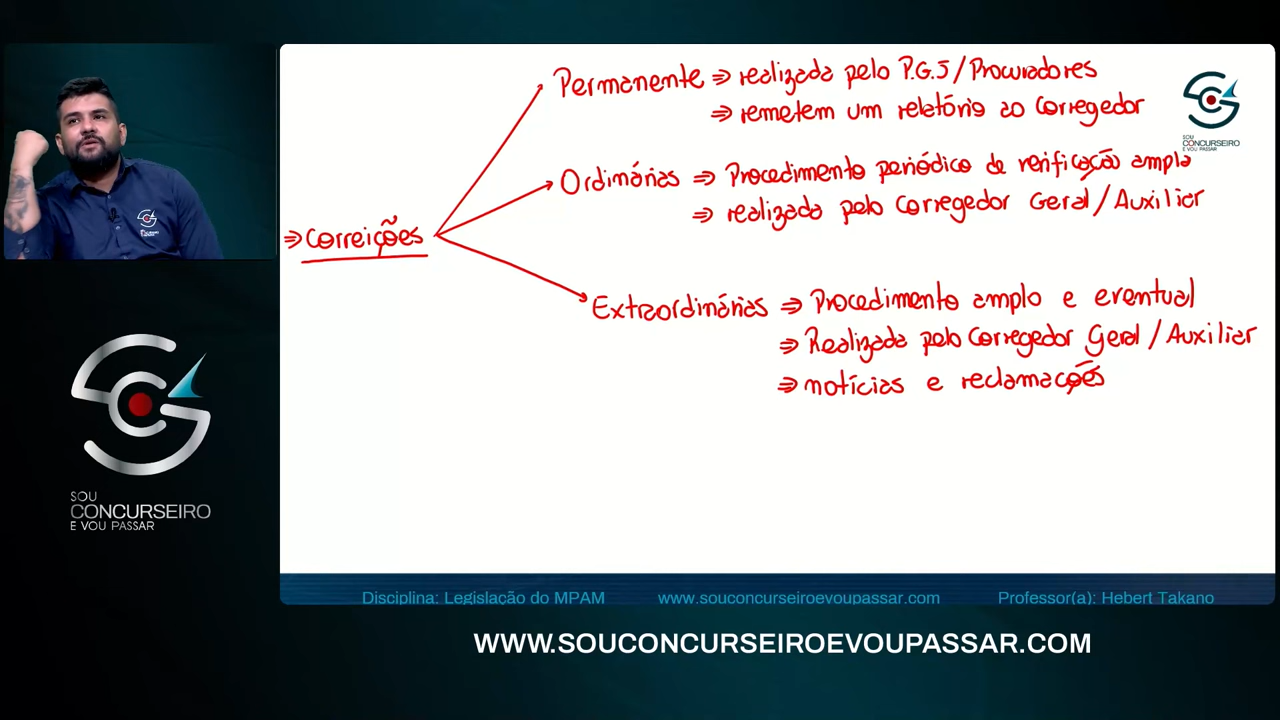 Permanente ⇒ realizada pelo P.G.J/Procuradores
⇒ remetem um relatório ao Corregedor
SOU
CONCURSEIRO
E VOU PASSAR
Ordinárias ⇒ Procedimento periódico de verificação ampla
⇒ realizada pelo Corregedor Geral/Auxiliar
⇒ Correições
Extraordinárias ⇒ Procedimento amplo e eventual
⇒ Realizada pelo Corregedor Geral/Auxiliar
⇒ notícias e reclamações
SOU
CONCURSEIRO
E VOU PASSAR
Disciplina: Legislação do MPAM www.souconcurseiroevoupassar.com Professor(a): Hebert Takano
WWW.SOUCONCURSEIROEVOUPASSAR.COM